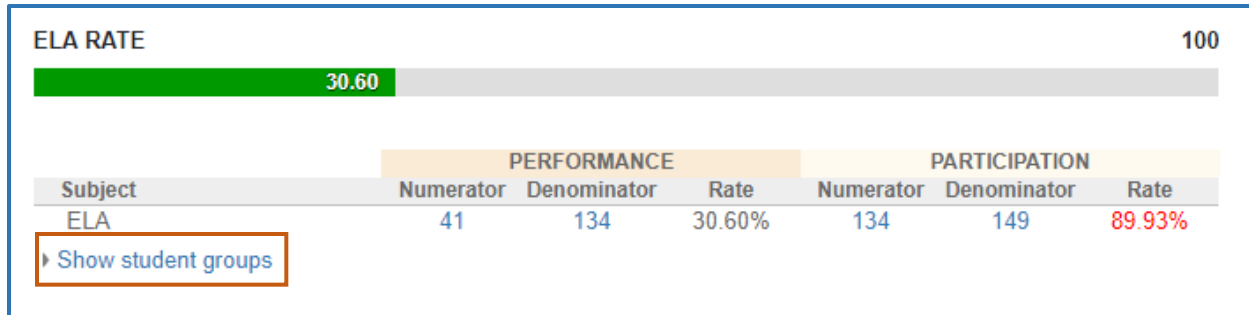 ELA RATE 100
30.60
PERFORMANCE PARTICIPATION
Subject Numerator Denominator Rate Numerator Denominator Rate
ELA 41 134 30.60% 134 149 89.93%
Show student groups